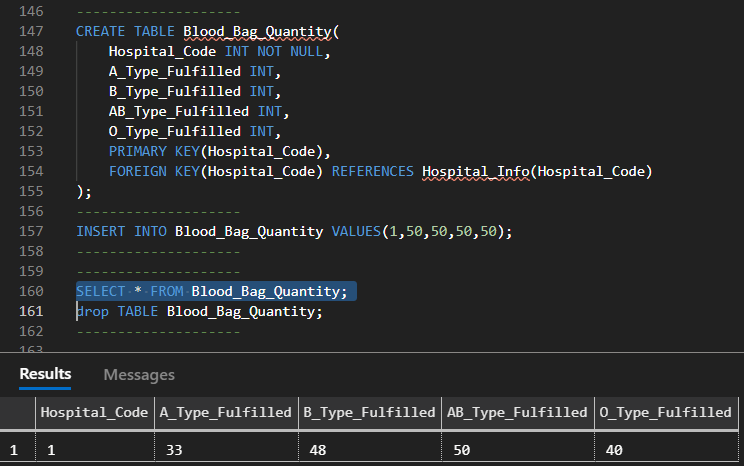 146 --------------------
147 CREATE TABLE Blood_Bag_Quantity(
148 Hospital_Code INT NOT NULL,
149 A_Type_Fulfilled INT,
150 B_Type_Fulfilled INT,
151 AB_Type_Fulfilled INT,
152 O_Type_Fulfilled INT,
153 PRIMARY KEY(Hospital_Code),
154 FOREIGN KEY(Hospital_Code) REFERENCES Hospital_Info(Hospital_Code)
155 );
156 --------------------
157 INSERT INTO Blood_Bag_Quantity VALUES(1,50,50,50,50);
158 --------------------
159 --------------------
160 SELECT * FROM Blood_Bag_Quantity;
161 drop TABLE Blood_Bag_Quantity;
162 --------------------
163
Results Messages
Hospital_Code A_Type_Fulfilled B_Type_Fulfilled AB_Type_Fulfilled O_Type_Fulfilled
1 1 33 48 50 40